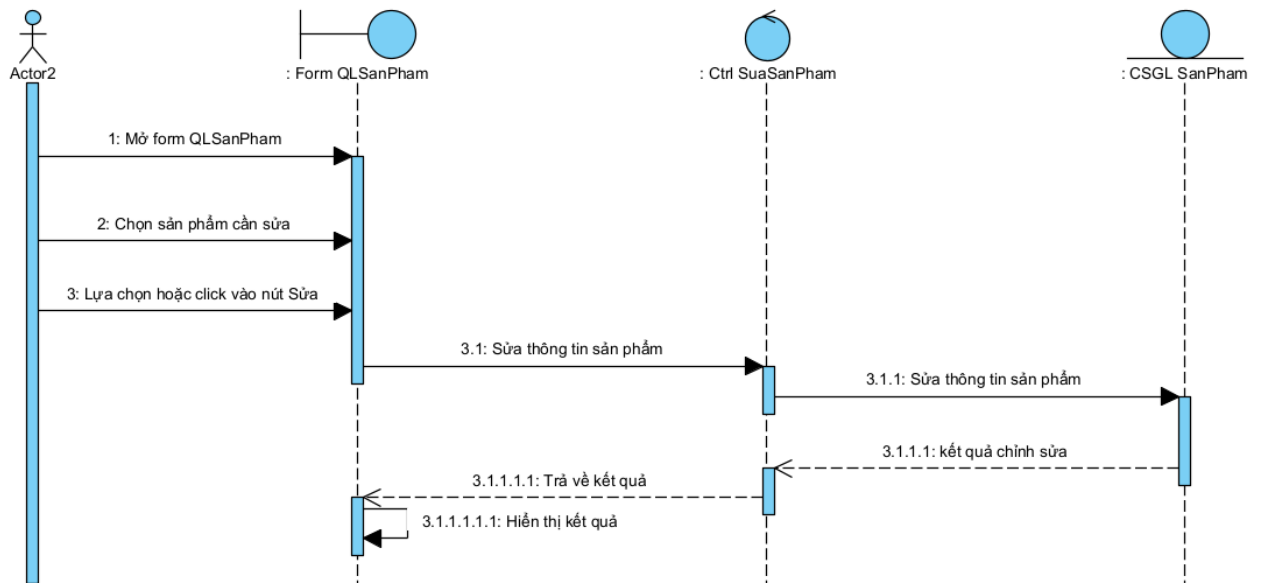 Actor2
: Form QLSanPham
: Ctrl SuaSanPham
: CSGL SanPham
1: Mở form QLSanPham
2: Chọn sản phẩm cần sửa
3: Lựa chọn hoặc click vào nút Sửa
3.1: Sửa thông tin sản phẩm
3.1.1: Sửa thông tin sản phẩm
3.1.1.1: kết quả chỉnh sửa
3.1.1.1.1: Trả về kết quả
3.1.1.1.1.1: Hiển thị kết quả